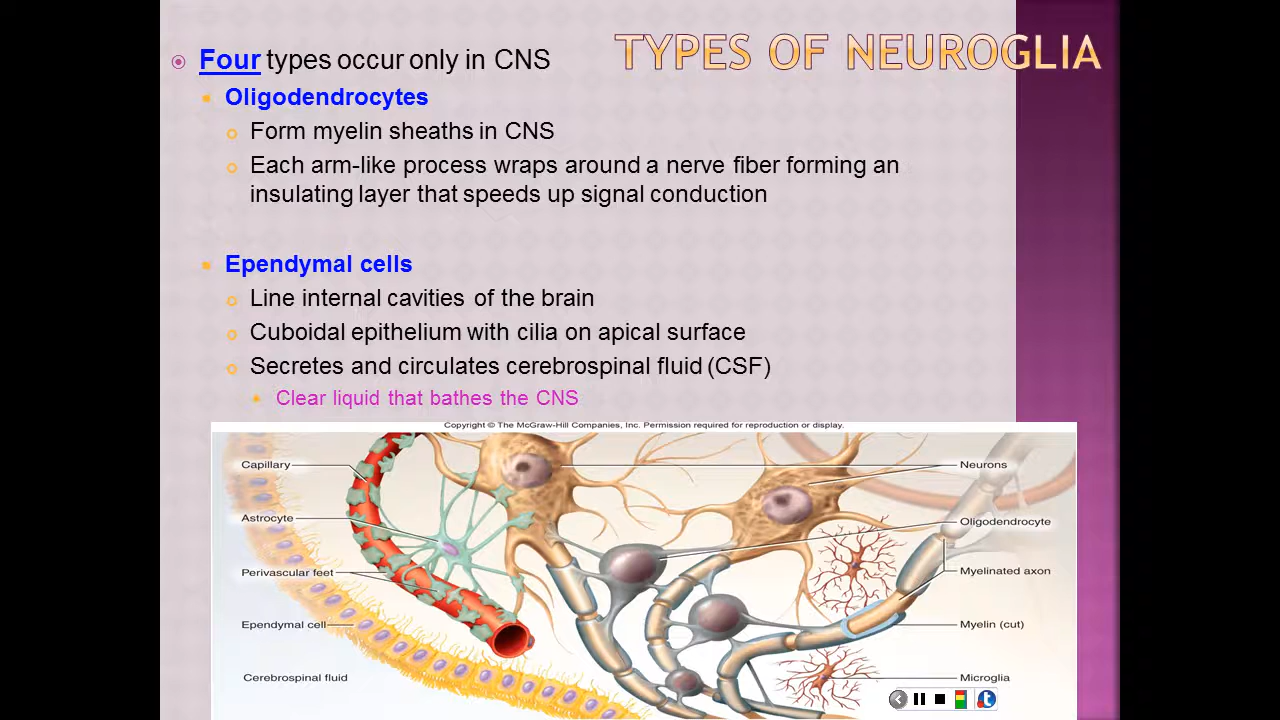 TYPES OF NEUROGLIA
Four types occur only in CNS
Oligodendrocytes
Form myelin sheaths in CNS
Each arm-like process wraps around a nerve fiber forming an
insulating layer that speeds up signal conduction
Ependymal cells
Line internal cavities of the brain
Cuboidal epithelium with cilia on apical surface
Secretes and circulates cerebrospinal fluid (CSF)
Clear liquid that bathes the CNS
Copyright © The McGraw-Hill Companies, Inc. Permission required for reproduction or display.
Capillary
Astrocyte
Perivascular feet
Ependymal cell
Cerebrospinal fluid
Neurons
Oligodendrocyte
Myelinated axon
Myelin (cut)
Microglia
t